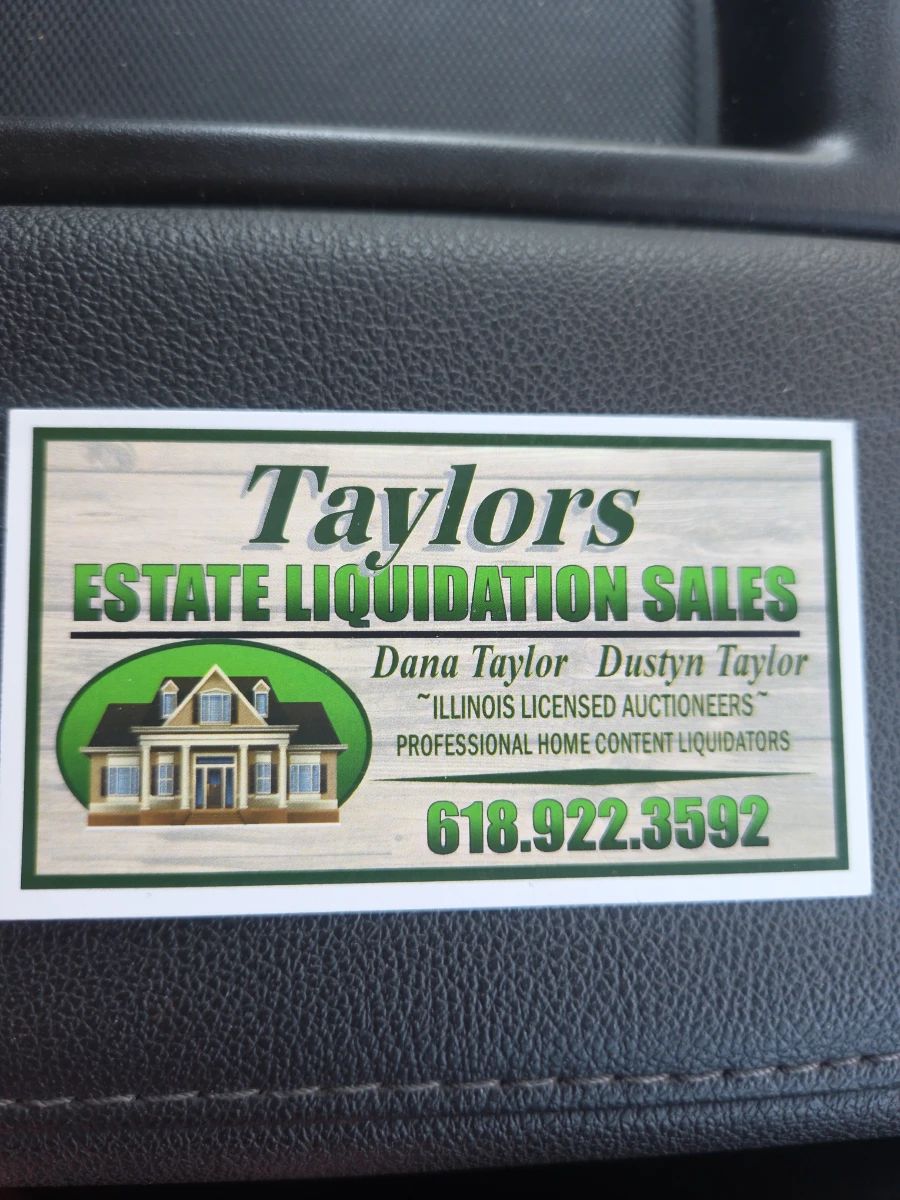 Taylors
ESTATE LIQUIDATION SALES
Dana Taylor Dustyn Taylor
~ILLINOIS LICENSED AUCTIONEERS~
PROFESSIONAL HOME CONTENT LIQUIDATORS
618.922.3592